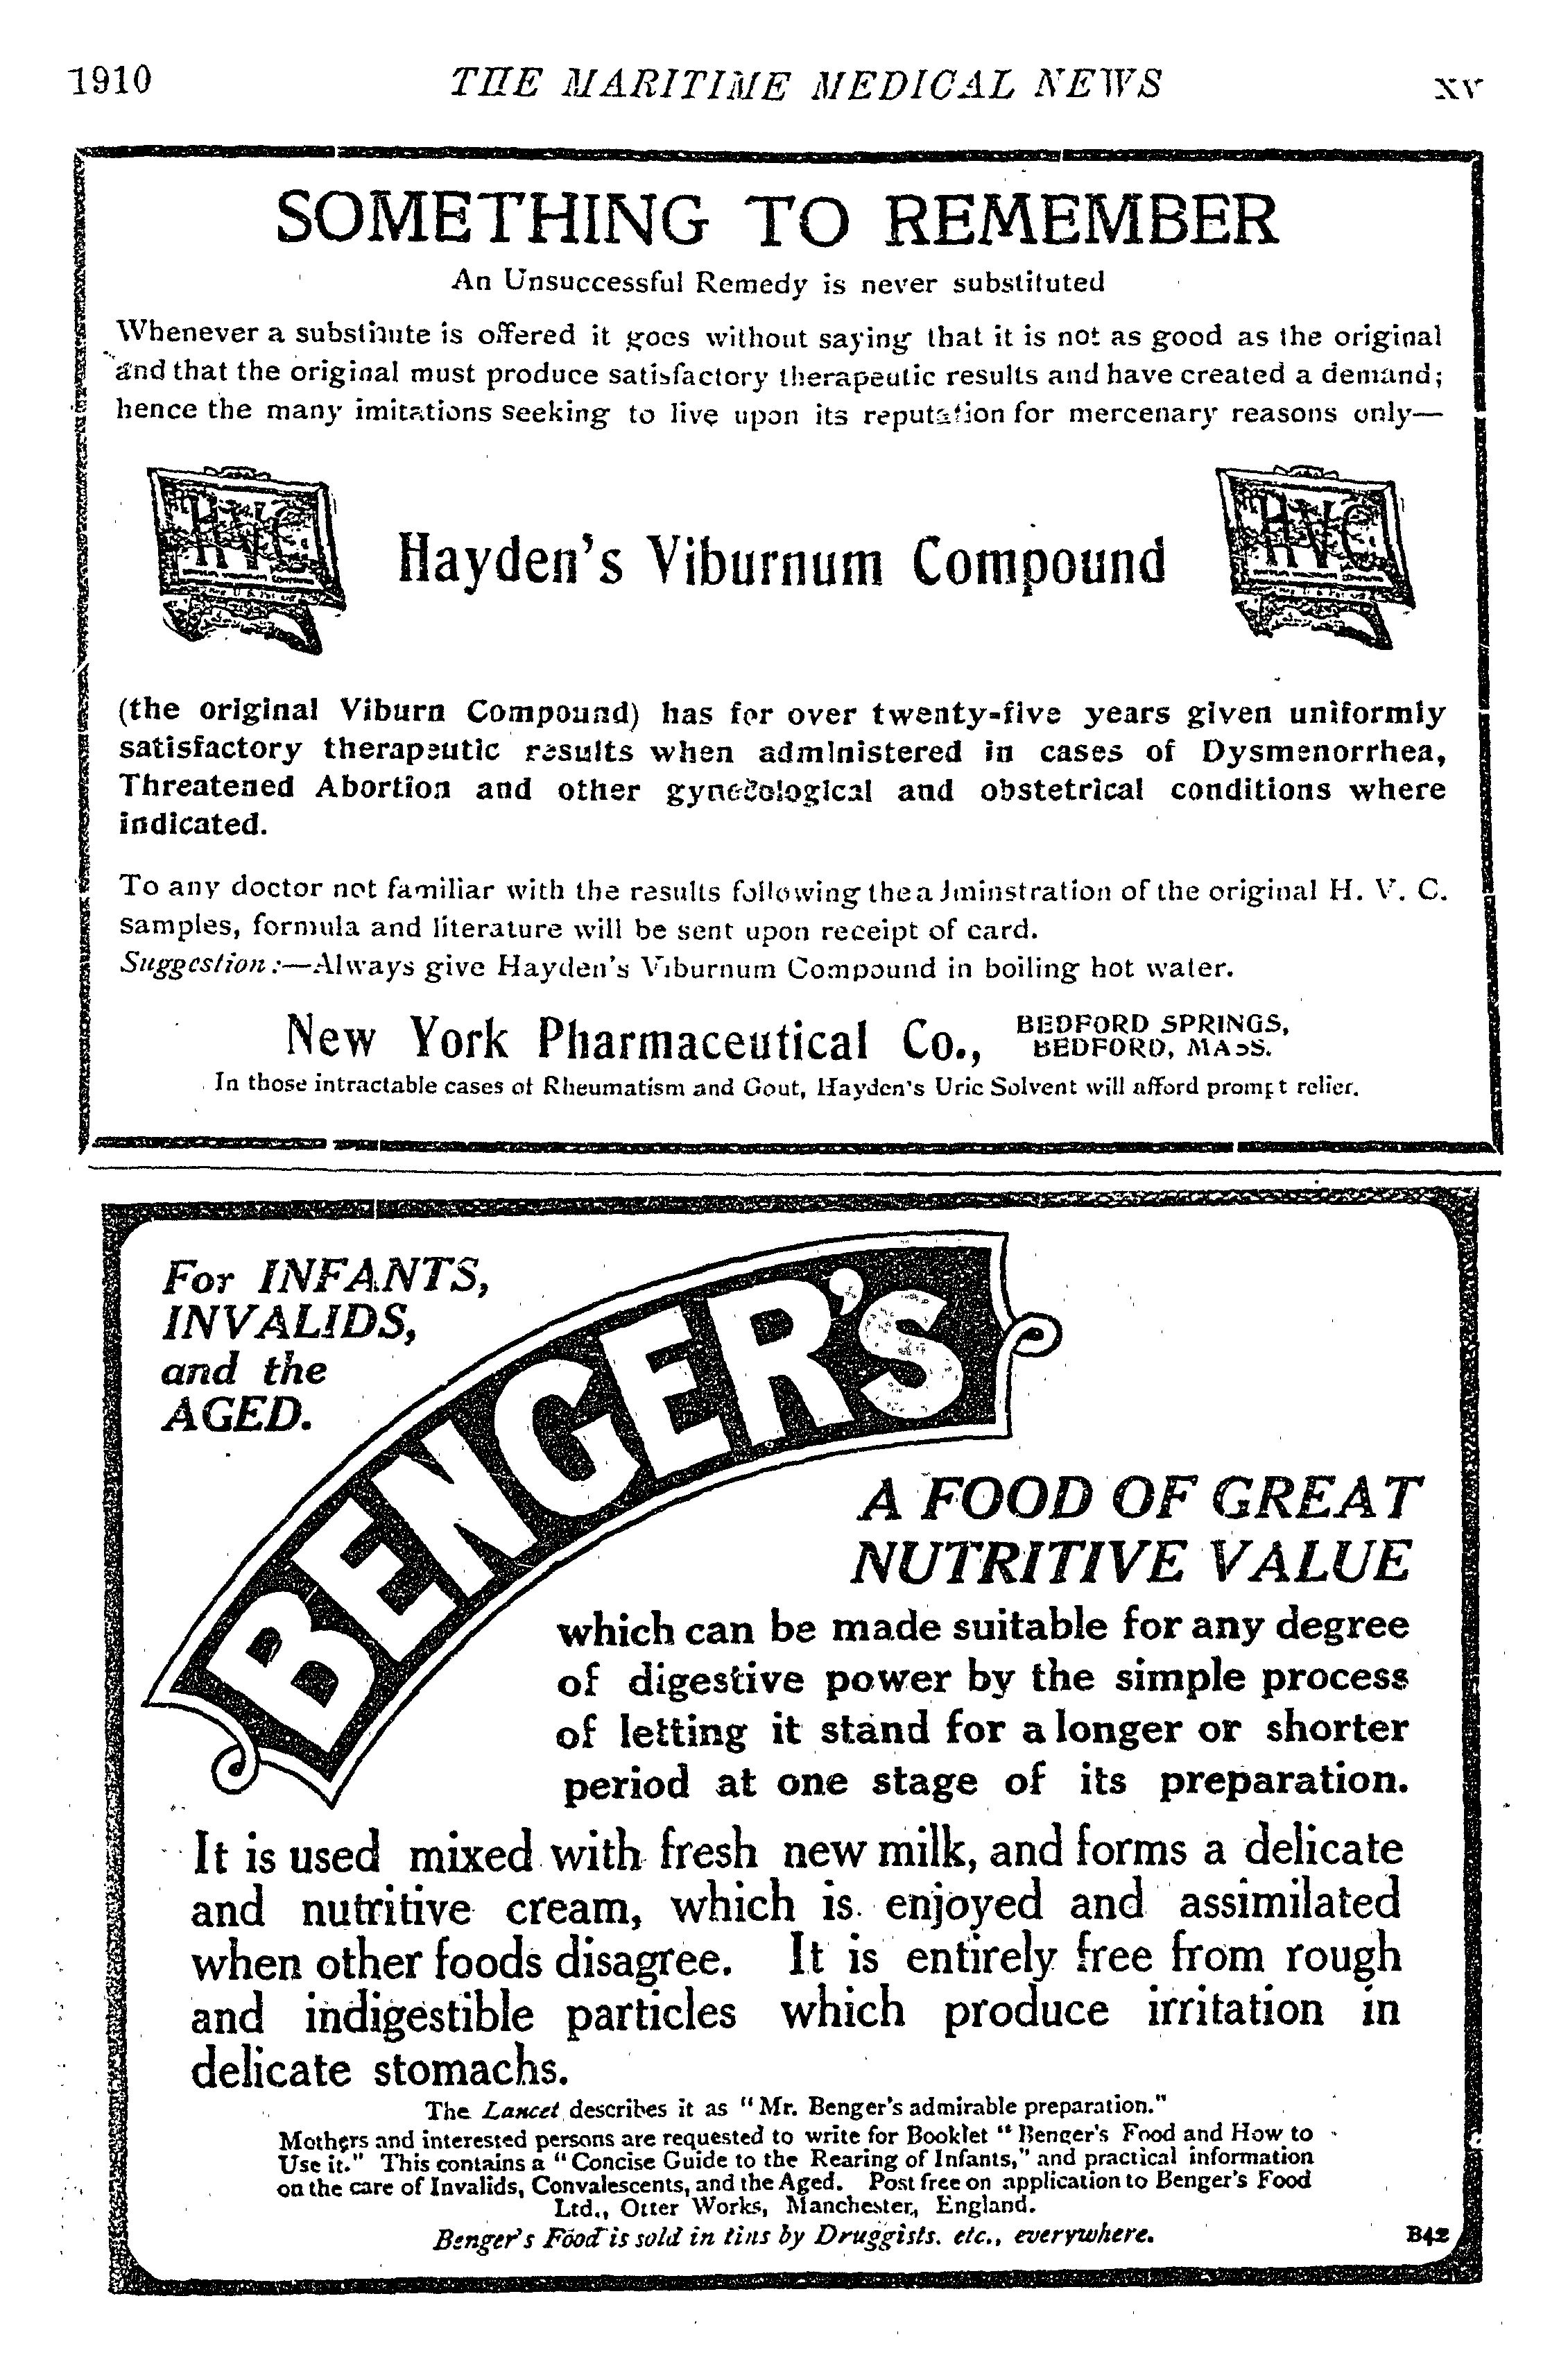 1910 THE MARITIME MEDICAL NEWS xv
SOMETHING TO REMEMBER
An Unsuccessful Remedy is never substituted
Whenever a substitute is offered it goes without saying that it is not as good as the original
and that the original must produce satisfactory therapeutic results and have created a demand;
hence the many imitations seeking to live upon its reputation for mercenary reasons only—
HVC
HVC
Hayden's Viburnum Compound
(the original Viburn Compound) has for over twenty-five years given uniformly
satisfactory therapeutic results when administered in cases of Dysmenorrhea,
Threatened Abortion and other gynecological and obstetrical conditions where
indicated.
To any doctor not familiar with the results following the adminstration of the original H. V. C.
samples, formula and literature will be sent upon receipt of card.
Suggestion:—Always give Hayden's Viburnum Compound in boiling hot water.
New York Pharmaceutical Co., BEDFORD SPRINGS,
BEDFORD, MASS.
In those intractable cases of Rheumatism and Gout, Hayden's Uric Solvent will afford prompt relief.
For INFANTS,
INVALIDS,
and the
AGED.
BENGER'S
A FOOD OF GREAT
NUTRITIVE VALUE
which can be made suitable for any degree
of digestive power by the simple process
of letting it stand for a longer or shorter
period at one stage of its preparation.
It is used mixed with fresh new milk, and forms a delicate
and nutritive cream, which is enjoyed and assimilated
when other foods disagree. It is entirely free from rough
and indigestible particles which produce irritation in
delicate stomachs.
The Lancet describes it as "Mr. Benger's admirable preparation."
Mothers and interested persons are requested to write for Booklet "Benger's Food and How to
Use it." This contains a "Concise Guide to the Rearing of Infants," and practical information
on the care of Invalids, Convalescents, and the Aged. Post free on application to Benger's Food
Ltd., Otter Works, Manchester, England.
Benger's Food is sold in tins by Druggists. etc., everywhere.
B42